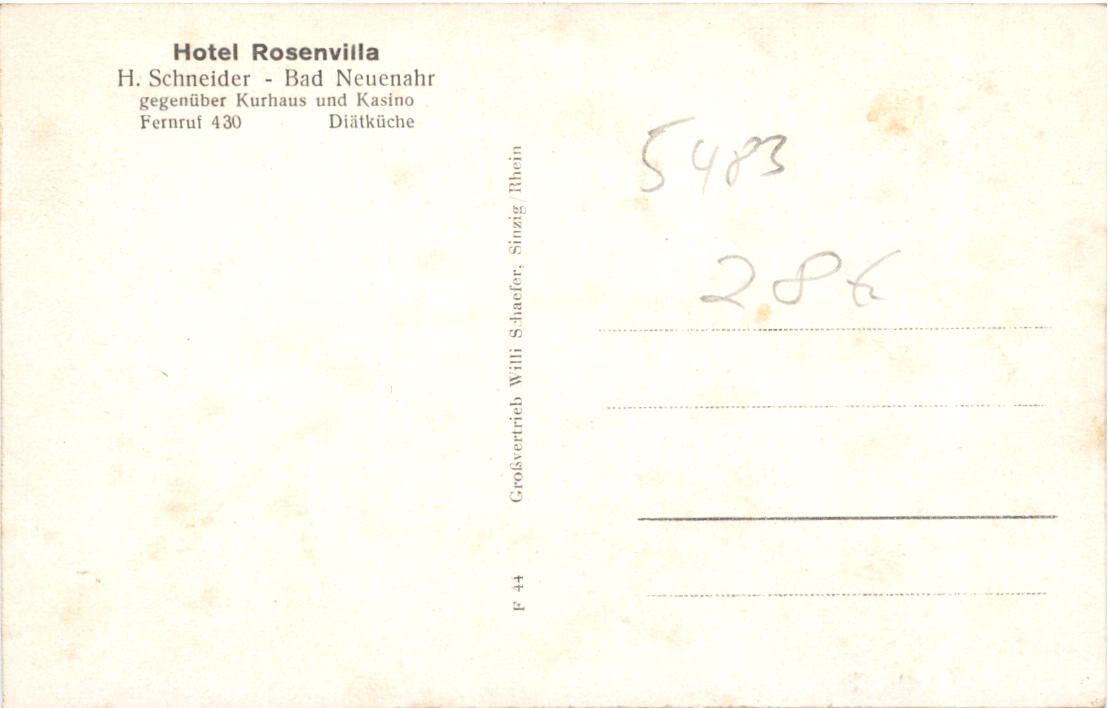 Hotel Rosenvilla
H. Schneider - Bad Neuenahr
gegenüber Kurhaus und Kasino
Fernruf 430 Diätküche
F 44 Großvertrieb Willi Schaefer, Sinzig/Rhein
5483
28€